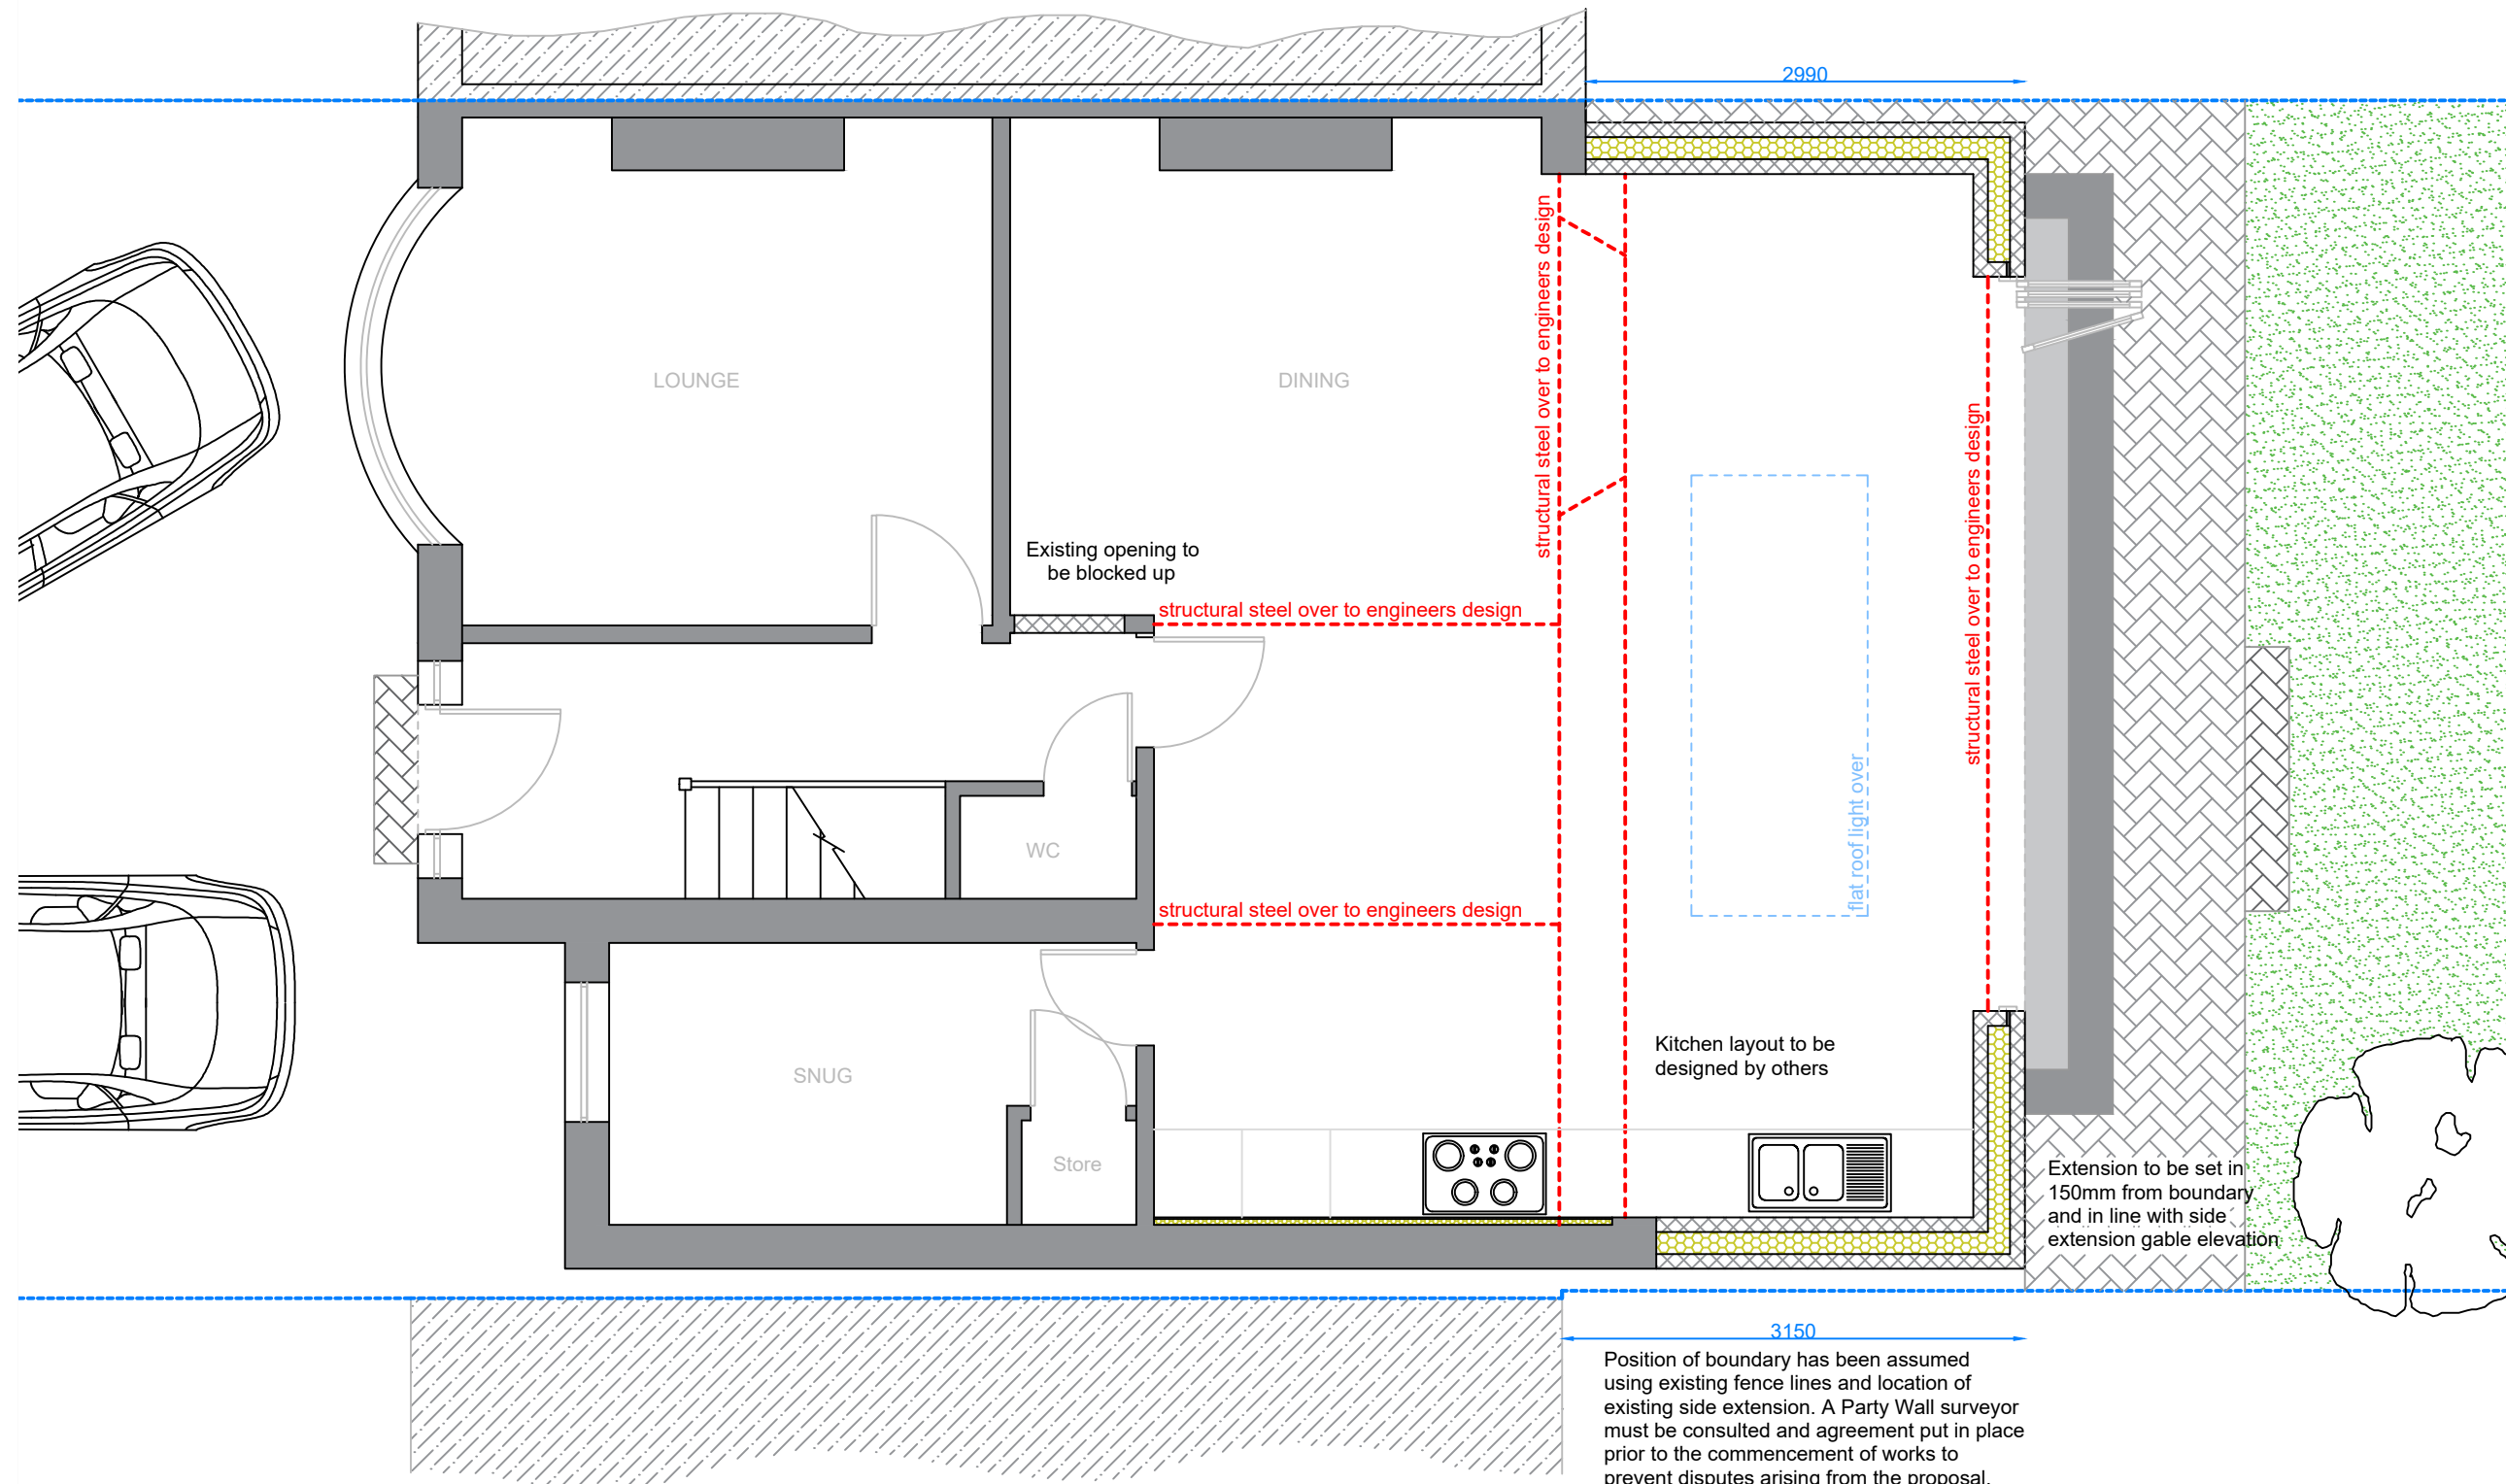 2990
LOUNGE
DINING
structural steel over to engineers design
structural steel over to engineers design
Existing opening to
be blocked up
structural steel over to engineers design
flat roof light over
WC
structural steel over to engineers design
SNUG
Store
Kitchen layout to be
designed by others
Extension to be set in
150mm from boundary
and in line with side
extension gable elevation
3150
Position of boundary has been assumed
using existing fence lines and location of
existing side extension. A Party Wall surveyor
must be consulted and agreement put in place
prior to the commencement of works to
prevent disputes arising from the proposal.